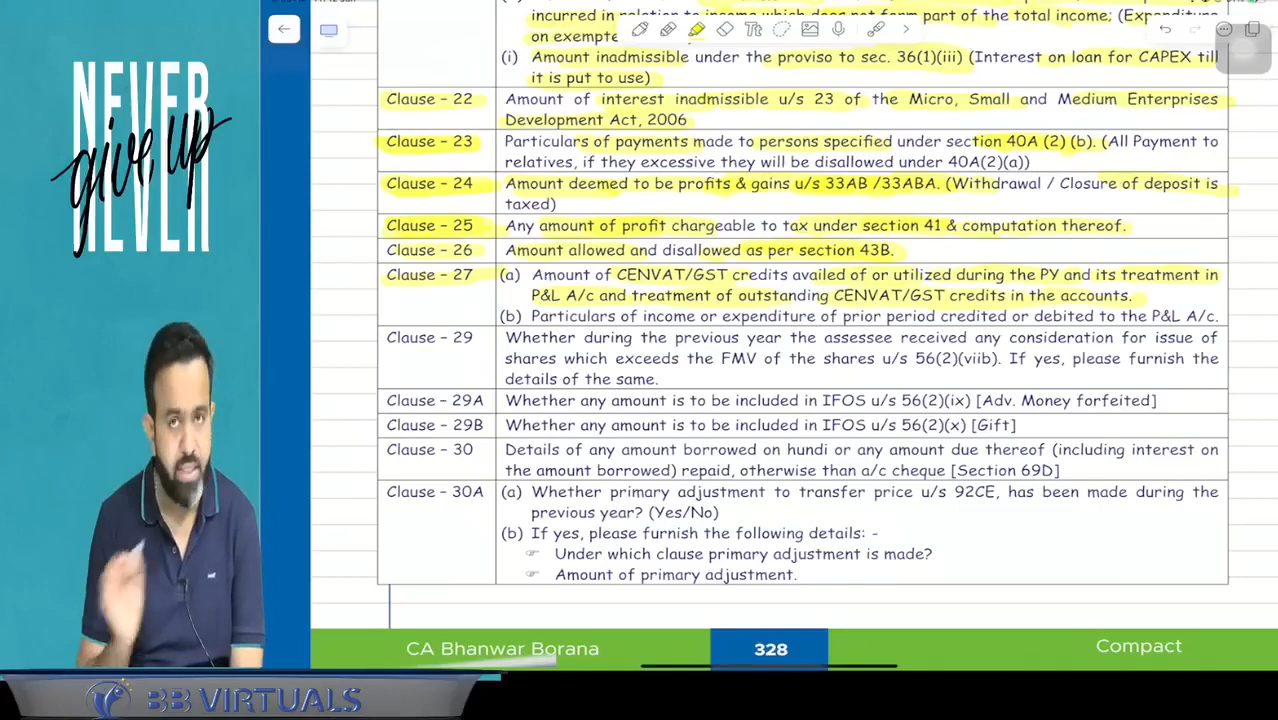 NEVER
give up
NEVER
incurred in relation to income which does not form part of the total income; (Expenditure
on exempte
(i) Amount inadmissible under the proviso to sec. 36(1)(iii) (Interest on loan for CAPEX till
it is put to use)
Clause – 22 Amount of interest inadmissible u/s 23 of the Micro, Small and Medium Enterprises
Development Act, 2006
Clause – 23 Particulars of payments made to persons specified under section 40A (2) (b). (All Payment to
relatives, if they excessive they will be disallowed under 40A(2)(a))
Clause – 24 Amount deemed to be profits & gains u/s 33AB /33ABA. (Withdrawal / Closure of deposit is
taxed)
Clause – 25 Any amount of profit chargeable to tax under section 41 & computation thereof.
Clause – 26 Amount allowed and disallowed as per section 43B.
Clause – 27 (a) Amount of CENVAT/GST credits availed of or utilized during the PY and its treatment in
P&L A/c and treatment of outstanding CENVAT/GST credits in the accounts.
(b) Particulars of income or expenditure of prior period credited or debited to the P&L A/c.
Clause – 29 Whether during the previous year the assessee received any consideration for issue of
shares which exceeds the FMV of the shares u/s 56(2)(viib). If yes, please furnish the
details of the same.
Clause – 29A Whether any amount is to be included in IFOS u/s 56(2)(ix) [Adv. Money forfeited]
Clause – 29B Whether any amount is to be included in IFOS u/s 56(2)(x) [Gift]
Clause – 30 Details of any amount borrowed on hundi or any amount due thereof (including interest on
the amount borrowed) repaid, otherwise than a/c cheque [Section 69D]
Clause – 30A (a) Whether primary adjustment to transfer price u/s 92CE, has been made during the
previous year? (Yes/No)
(b) If yes, please furnish the following details: -
☞ Under which clause primary adjustment is made?
☞ Amount of primary adjustment.
CA Bhanwar Borana 328 Compact
BB VIRTUALS